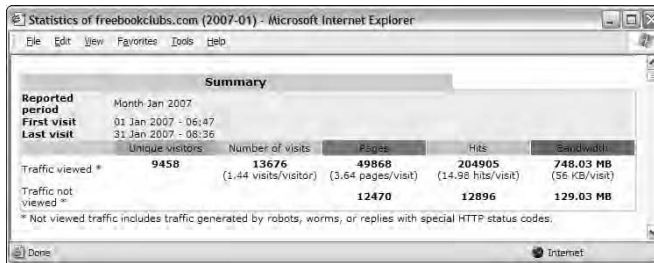 Statistics of freebookclubs.com (2007-01) - Microsoft Internet Explorer
File Edit View Favorites Tools Help
Summary
Reported period Month Jan 2007
First visit 01 Jan 2007 - 06:47
Last visit 31 Jan 2007 - 08:36
Unique visitors Number of visits Pages Hits Bandwidth
Traffic viewed * 9458 13676 49868 204905 748.03 MB
(1.44 visits/visitor) (3.64 pages/visit) (14.98 hits/visit) (56 KB/visit)
Traffic not viewed * 12470 12896 129.03 MB
* Not viewed traffic includes traffic generated by robots, worms, or replies with special HTTP status codes.
Done Internet